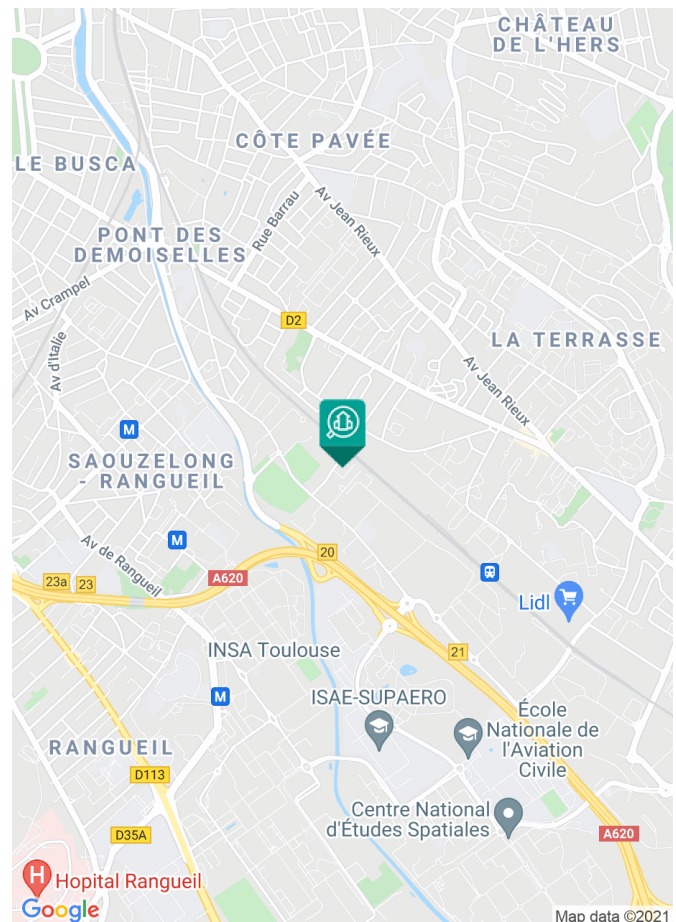 CHÂTEAU
DE L'HERS
CÔTE PAVÉE
LE BUSCA
Av Jean Rieux
Rue Barrau
PONT DES
DEMOISELLES
Av Crampel
D2
Av d'Italie
LA TERRASSE
Av Jean Rieux
M
SAOUZELONG
- RANGUEIL
M
Av de Rangueil
20
23a
23
A620
Lidl
INSA Toulouse
21
M
ISAE-SUPAERO
École
Nationale de
l'Aviation
Civile
RANGUEIL
D113
Centre National
d'Études Spatiales
D35A
A620
H
Hopital Rangueil
Google
Map data ©2021